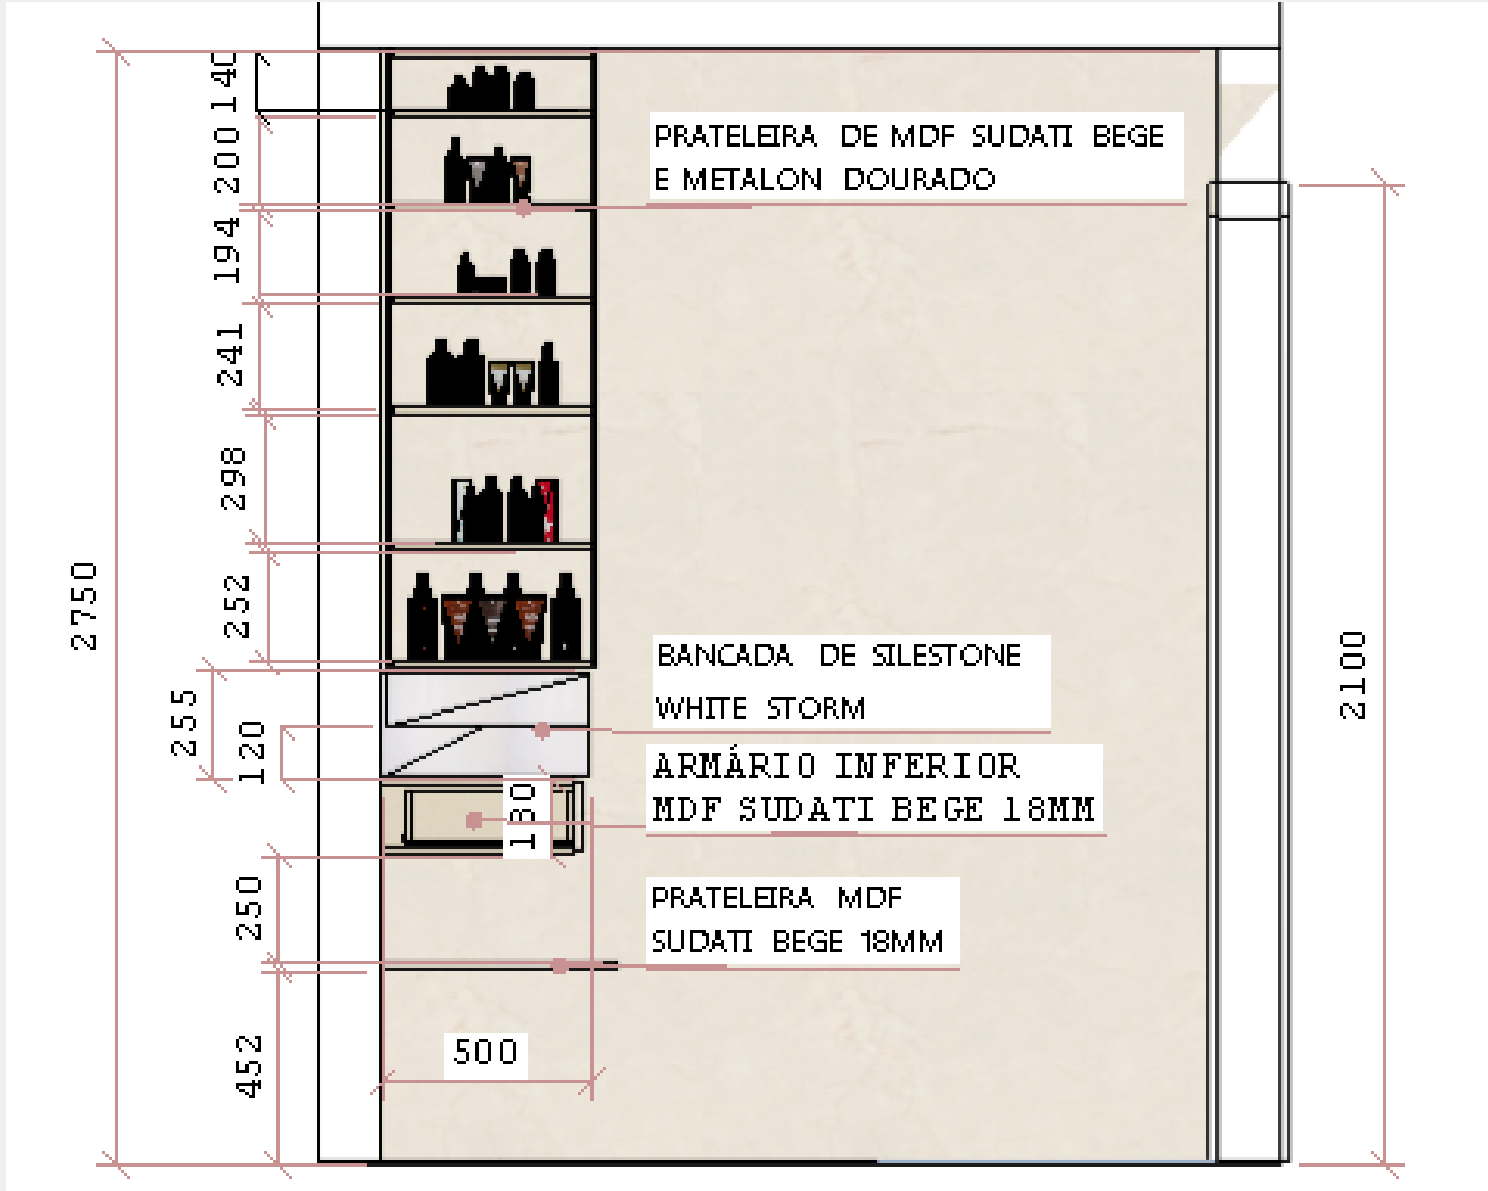 140
200
194
241
298
252
255
120
2750
250
452
PRATELEIRA DE MDF SUDATI BEGE
E METALON DOURADO
BANCADA DE SILESTONE
WHITE STORM
ARMÁRIO INFERIOR
MDF SUDATI BEGE 18MM
180
PRATELEIRA MDF
SUDATI BEGE 18MM
500
2100